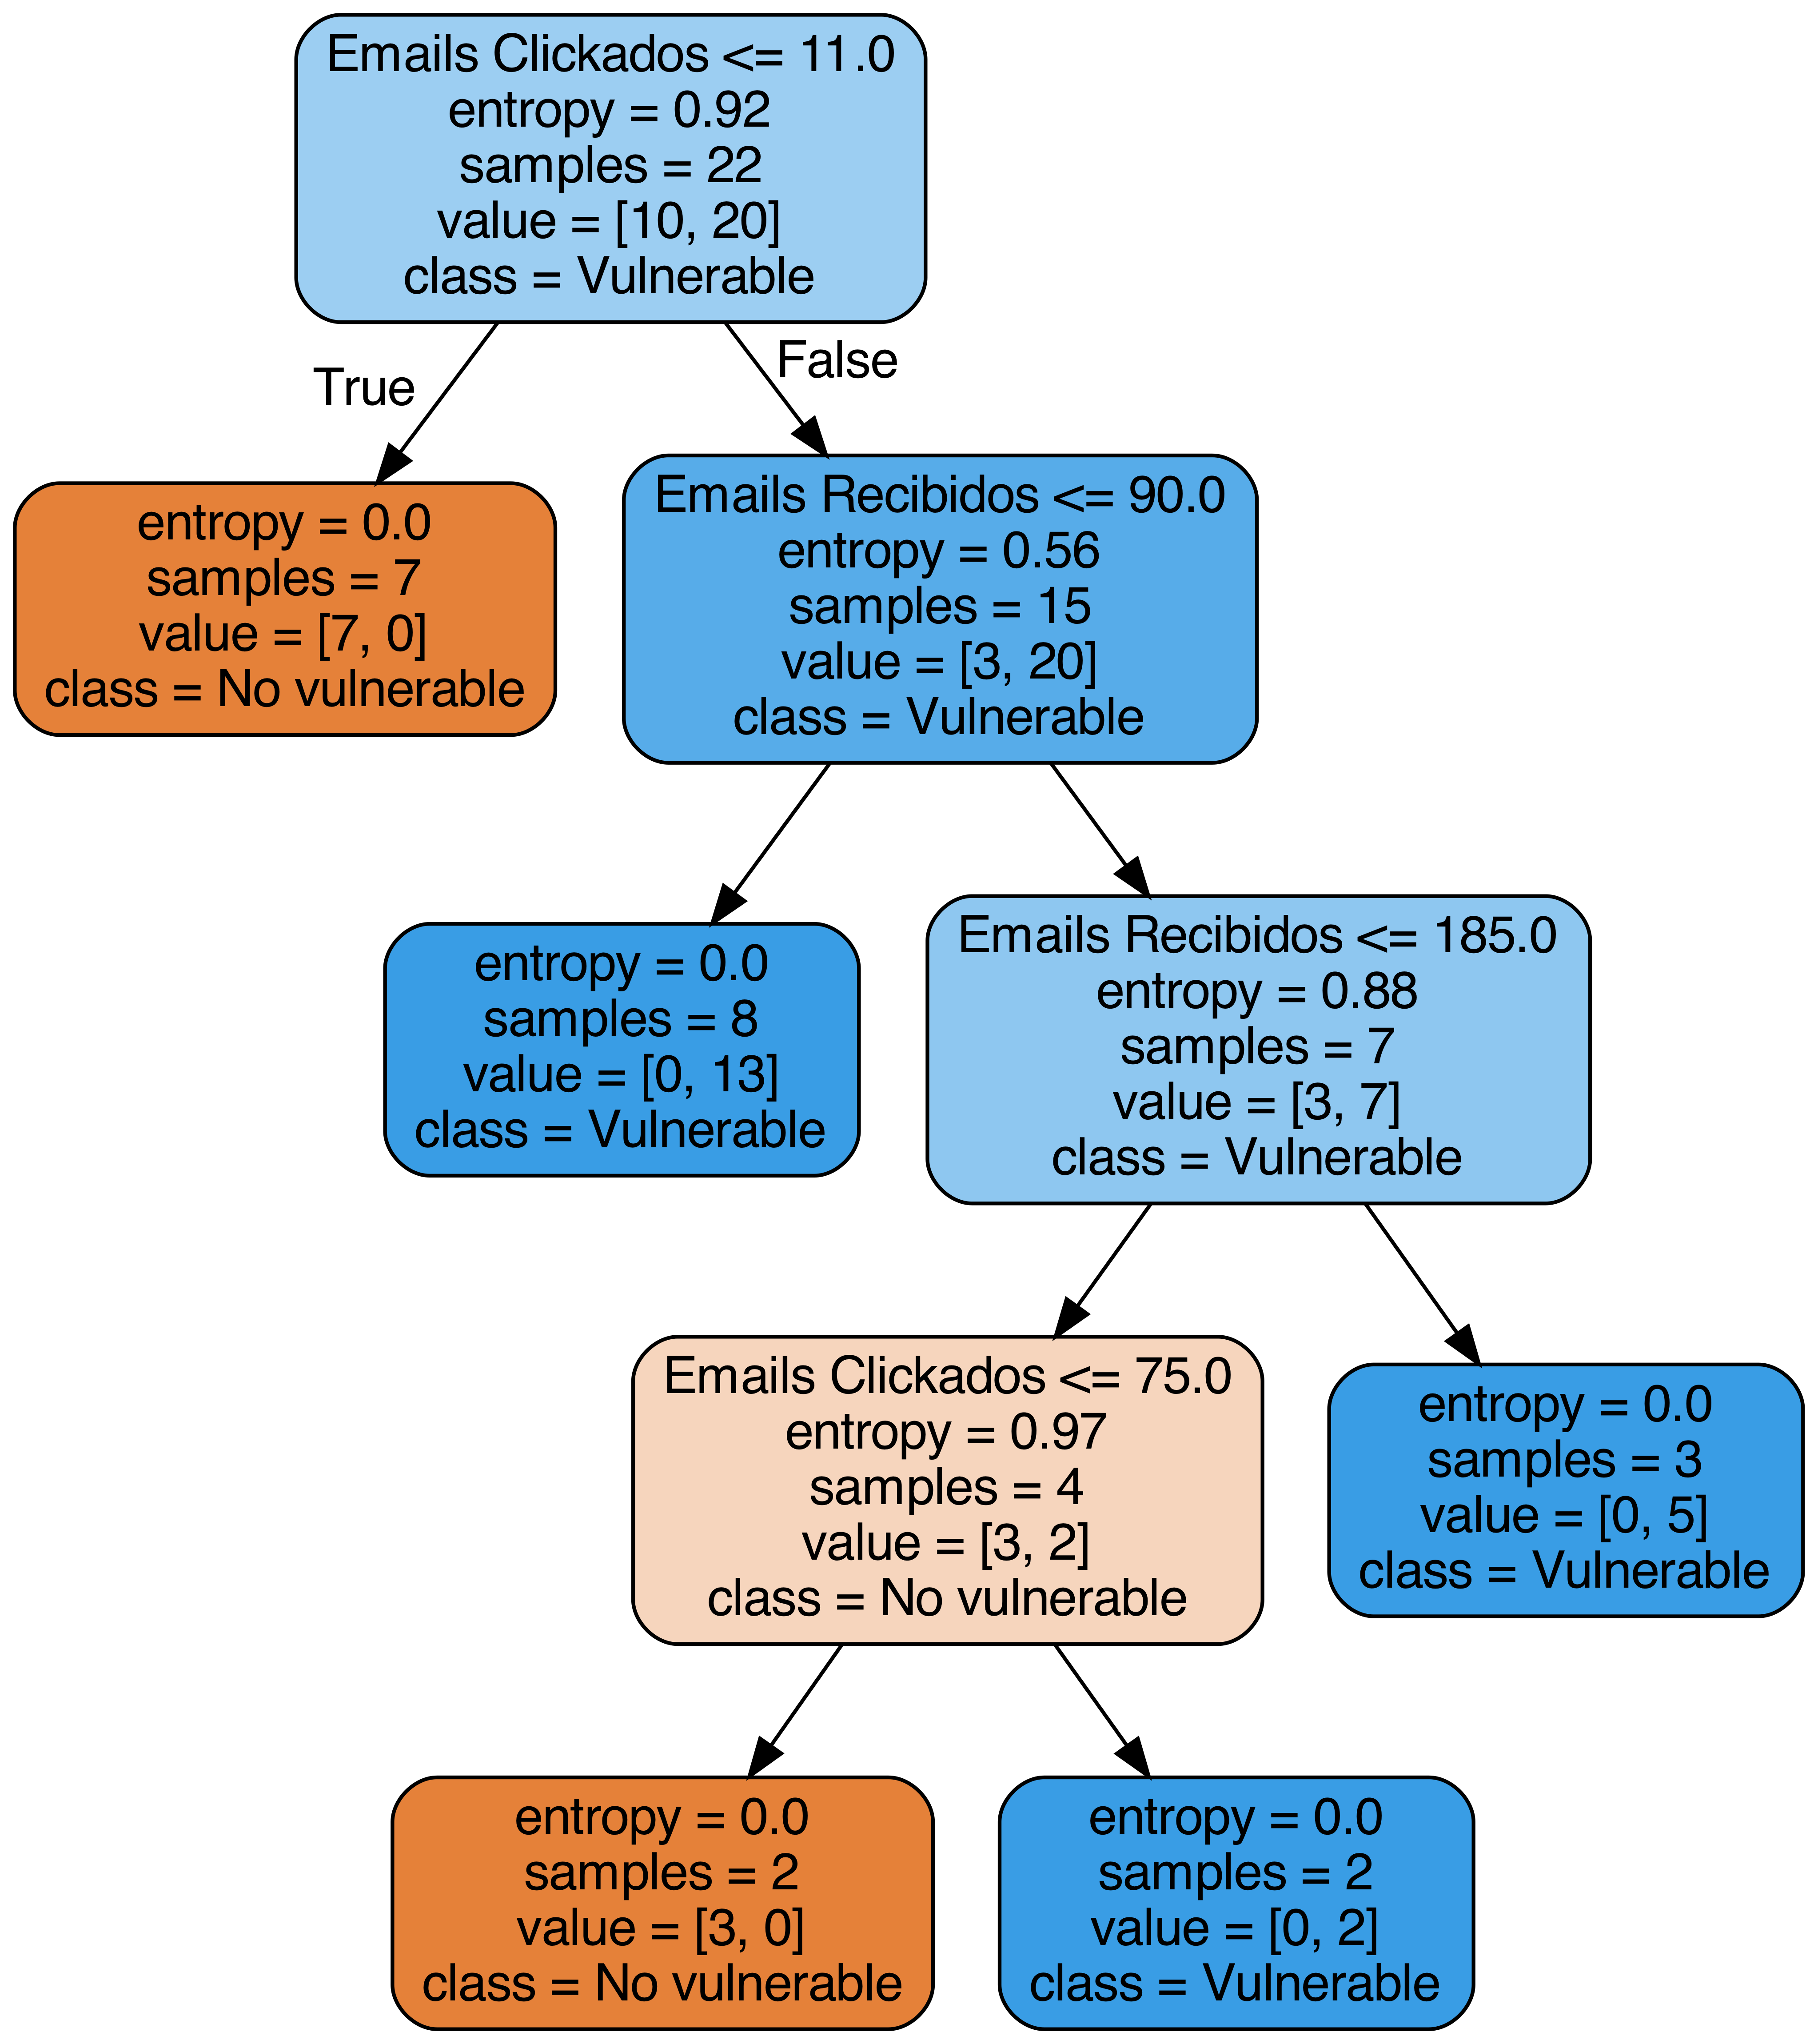 Emails Clickados <= 11.0
entropy = 0.92
samples = 22
value = [10, 20]
class = Vulnerable
True
False
entropy = 0.0
samples = 7
value = [7, 0]
class = No vulnerable
Emails Recibidos <= 90.0
entropy = 0.56
samples = 15
value = [3, 20]
class = Vulnerable
entropy = 0.0
samples = 8
value = [0, 13]
class = Vulnerable
Emails Recibidos <= 185.0
entropy = 0.88
samples = 7
value = [3, 7]
class = Vulnerable
Emails Clickados <= 75.0
entropy = 0.97
samples = 4
value = [3, 2]
class = No vulnerable
entropy = 0.0
samples = 3
value = [0, 5]
class = Vulnerable
entropy = 0.0
samples = 2
value = [3, 0]
class = No vulnerable
entropy = 0.0
samples = 2
value = [0, 2]
class = Vulnerable